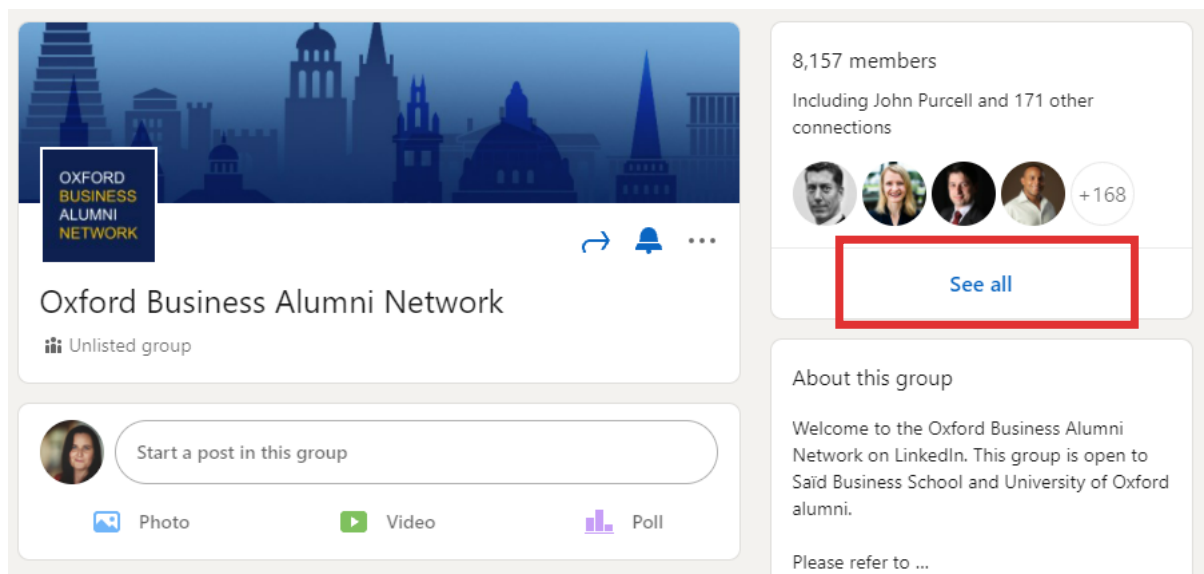 OXFORD
BUSINESS
ALUMNI
NETWORK
Oxford Business Alumni Network
Unlisted group
Start a post in this group
Photo
Video
Poll
8,157 members
Including John Purcell and 171 other
connections
+168
See all
About this group
Welcome to the Oxford Business Alumni
Network on LinkedIn. This group is open to
Saïd Business School and University of Oxford
alumni.
Please refer to ...